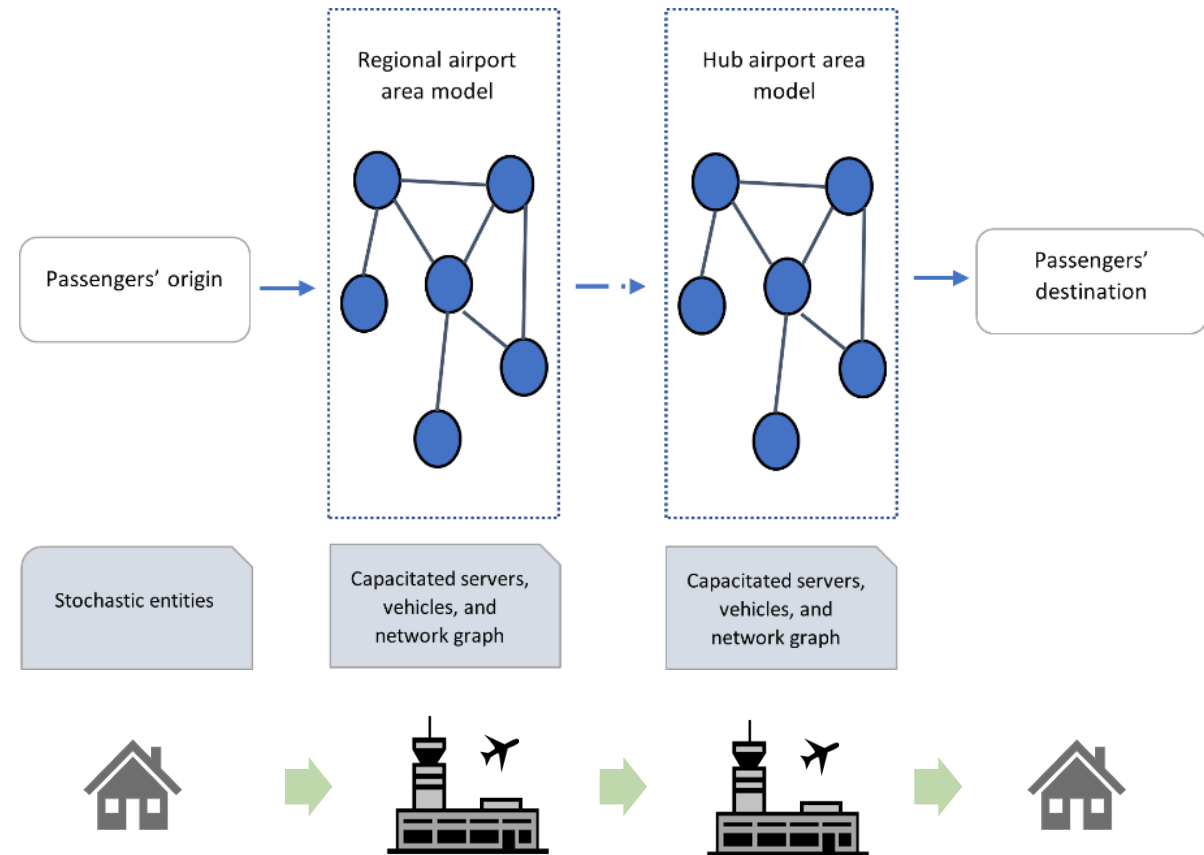 Regional airport
area model
Hub airport area
model
Passengers’ origin
Passengers’
destination
Stochastic entities
Capacitated servers,
vehicles, and
network graph
Capacitated servers,
vehicles, and
network graph